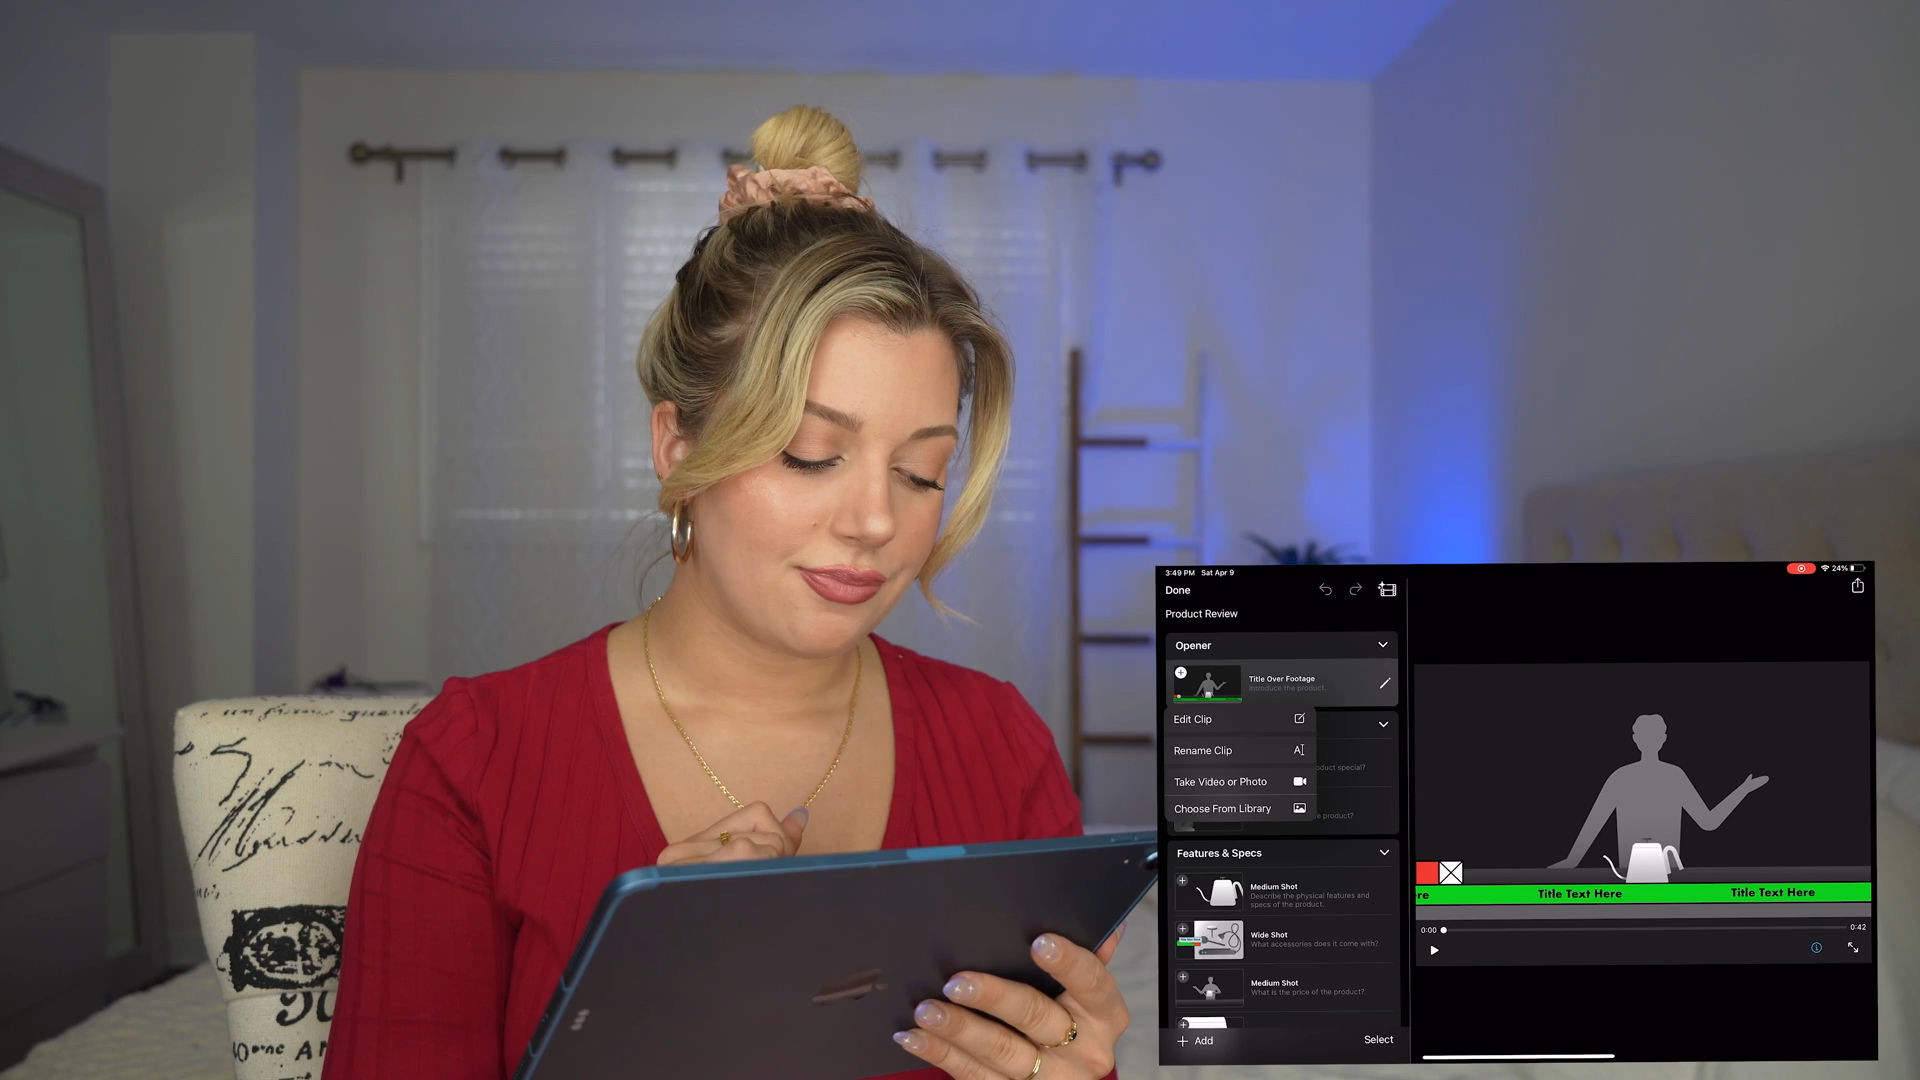 3:49 PM Sat Apr 9
24%
Done
Product Review
Opener
Title Over Footage
Introduce the product.
Edit Clip
Rename Clip
Take Video or Photo
Choose From Library
oduct special?
e product?
Features & Specs
Medium Shot
Describe the physical features and
specs of the product.
Wide Shot
What accessories does it come with?
Medium Shot
What is the price of the product?
+ Add
Select
re Title Text Here Title Text Here
0:00
0:42